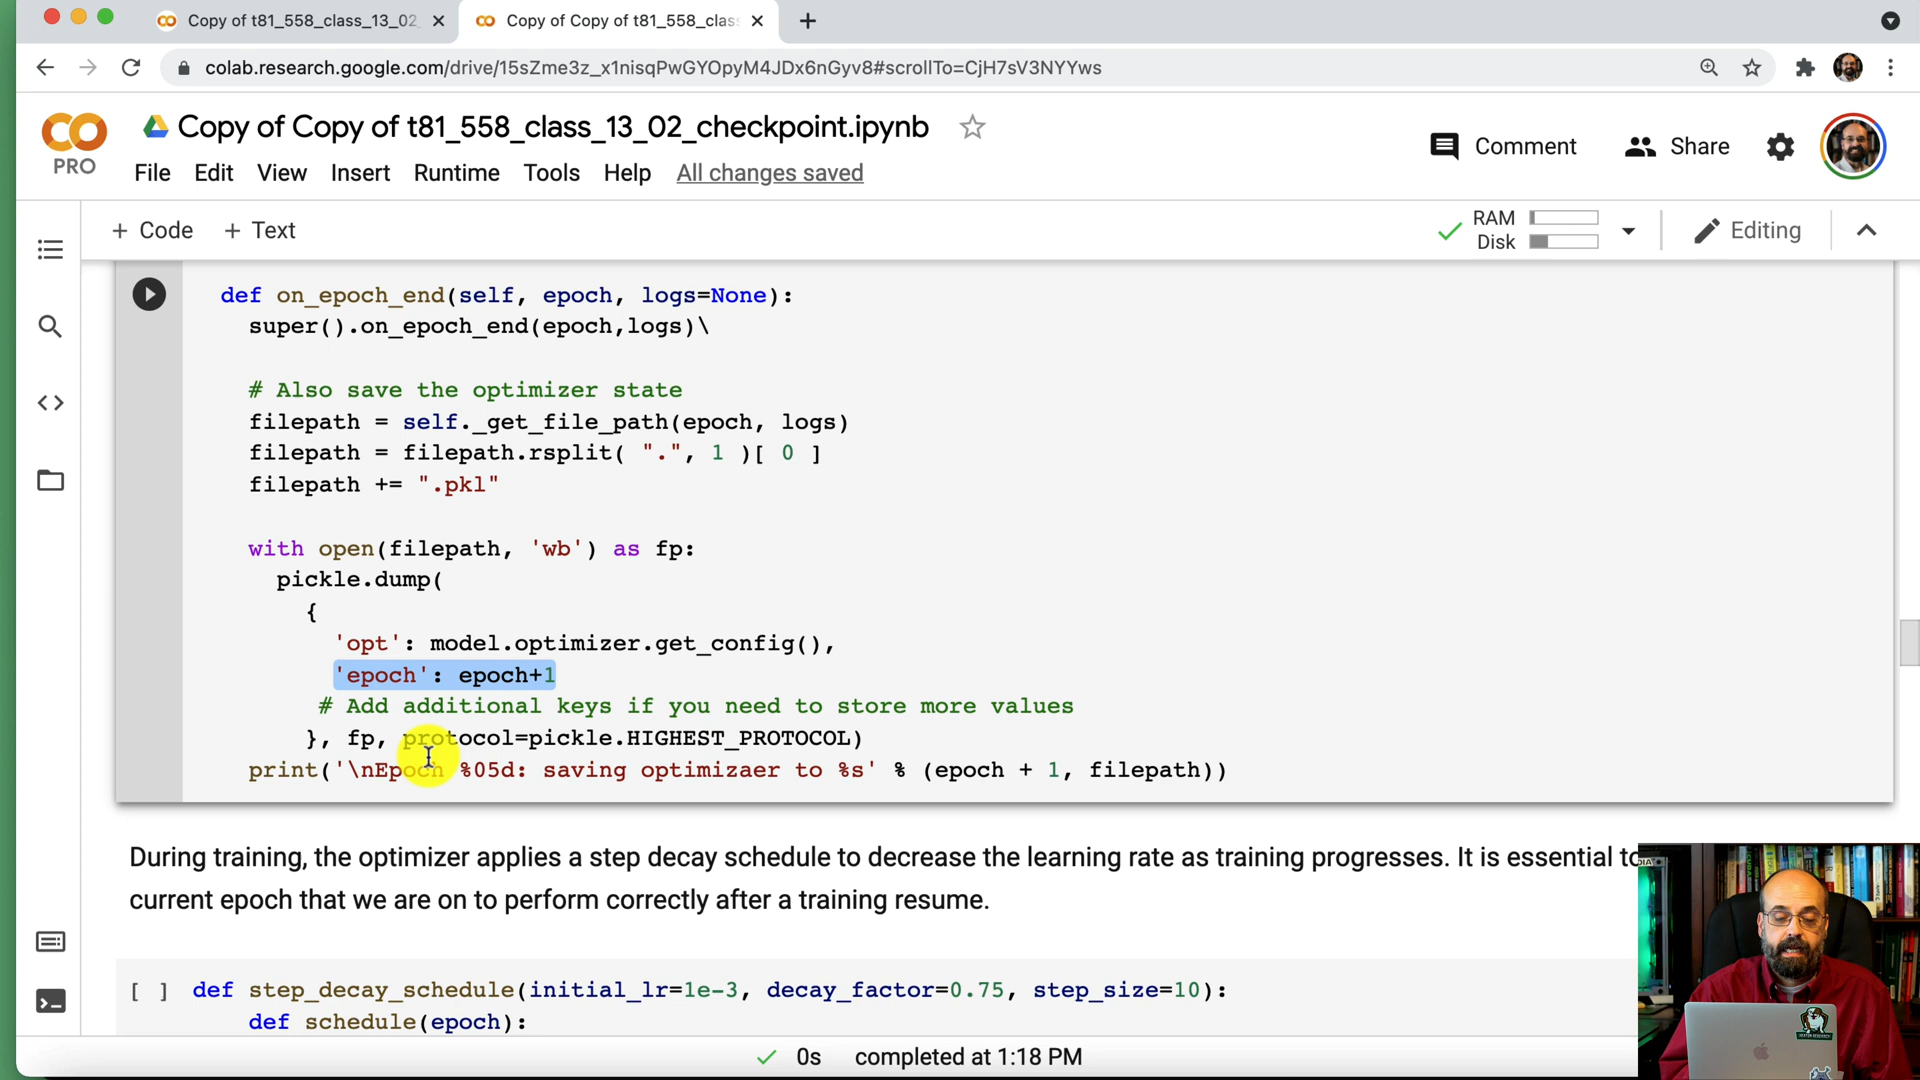 Copy of t81_558_class_13_02
Copy of Copy of t81_558_clas
colab.research.google.com/drive/15sZme3z_x1nisqPwGYOpyM4JDx6nGyv8#scrollTo=CjH7sV3NYYws
PRO
Copy of Copy of t81_558_class_13_02_checkpoint.ipynb
Comment
Share
File Edit View Insert Runtime Tools Help All changes saved
+ Code + Text
RAM
Disk
Editing
def on_epoch_end(self, epoch, logs=None):
super().on_epoch_end(epoch,logs)\
# Also save the optimizer state
filepath = self._get_file_path(epoch, logs)
filepath = filepath.rsplit( ".", 1 )[ 0 ]
filepath += ".pkl"
with open(filepath, 'wb') as fp:
pickle.dump(
{
'opt': model.optimizer.get_config(),
'epoch': epoch+1
# Add additional keys if you need to store more values
}, fp, protocol=pickle.HIGHEST_PROTOCOL)
print('\nEpoch %05d: saving optimizaer to %s' % (epoch + 1, filepath))
During training, the optimizer applies a step decay schedule to decrease the learning rate as training progresses. It is essential to
current epoch that we are on to perform correctly after a training resume.
[ ] def step_decay_schedule(initial_lr=1e-3, decay_factor=0.75, step_size=10):
def schedule(epoch):
0s completed at 1:18 PM